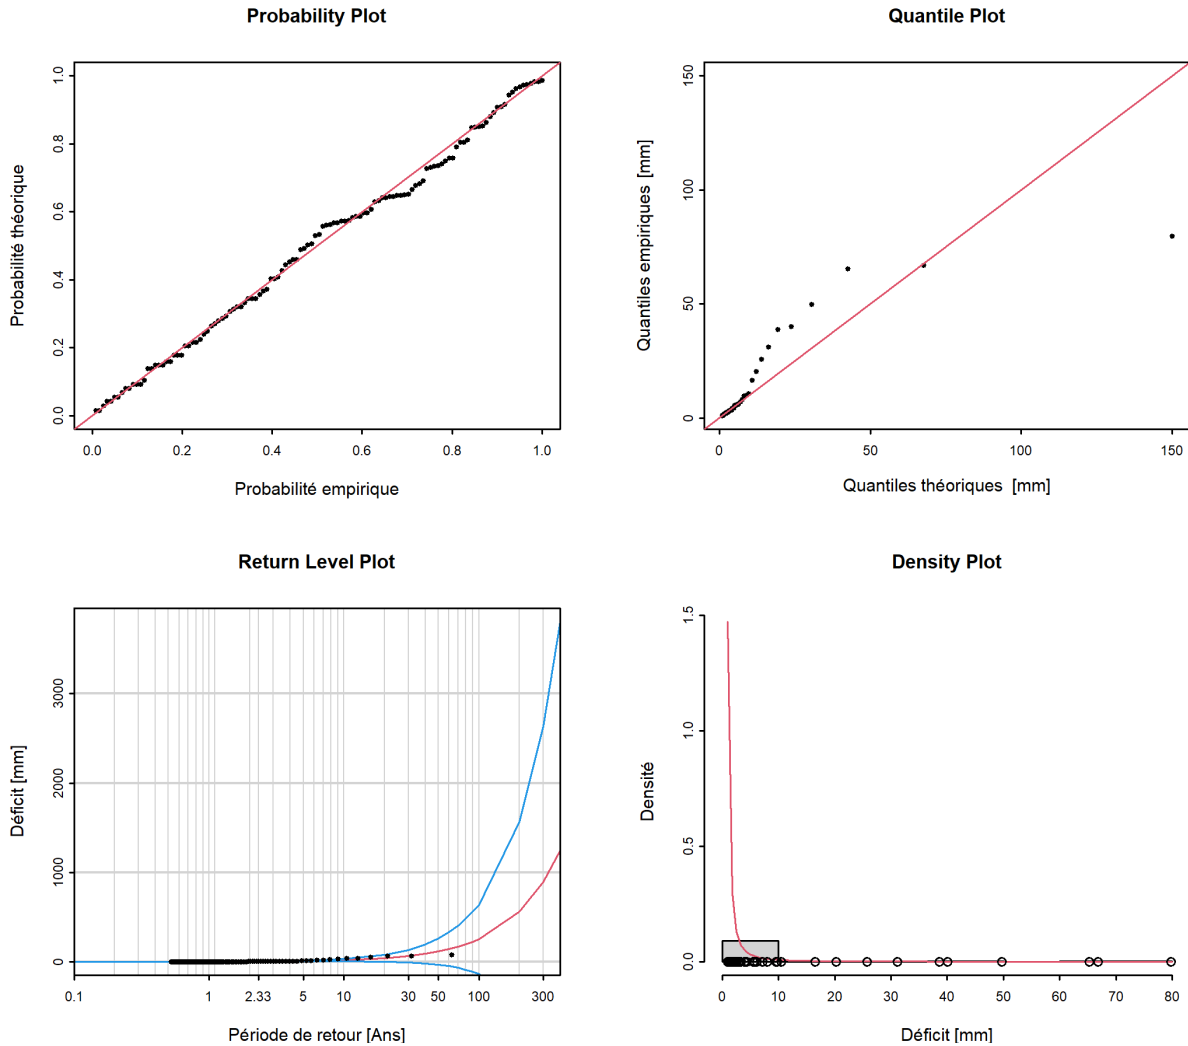 Probability Plot
Probabilité théorique
1.0
0.8
0.6
0.4
0.2
0.0
0.0 0.2 0.4 0.6 0.8 1.0
Probabilité empirique
Quantile Plot
Quantiles empiriques [mm]
150
100
50
0
0 50 100 150
Quantiles théoriques [mm]
Return Level Plot
Déficit [mm]
3000
2000
1000
0
0.1 1 2.33 5 10 30 50 100 300
Période de retour [Ans]
Density Plot
Densité
1.5
1.0
0.5
0.0
0 10 20 30 40 50 60 70 80
Déficit [mm]